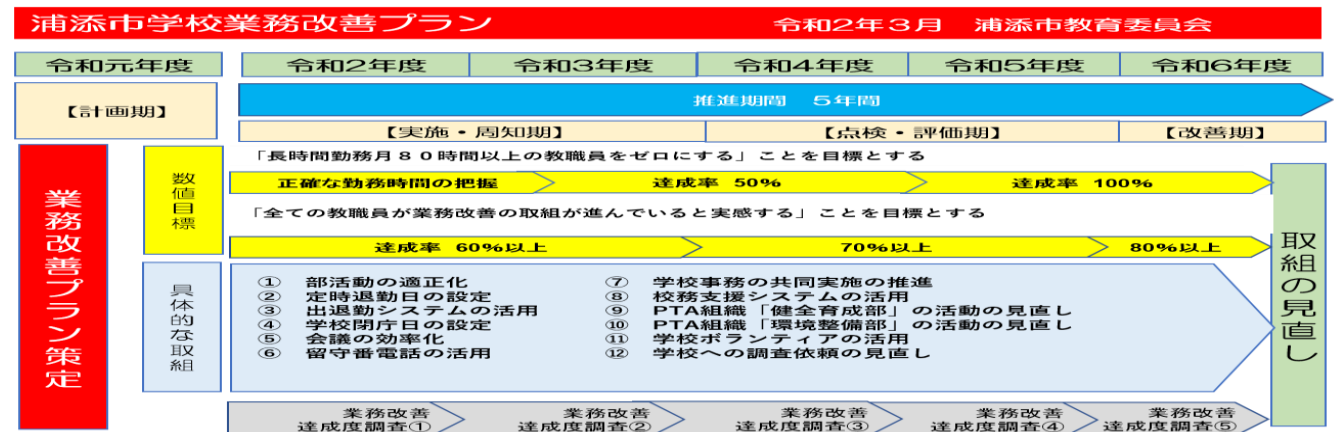 浦添市学校業務改善プラン 令和2年3月 浦添市教育委員会
令和元年度 令和2年度 令和3年度 令和4年度 令和5年度 令和6年度
【計画期】
推進期間 5年間
【実施・周知期】 【点検・評価期】 【改善期】
業務改善プラン策定
数値目標
「長時間勤務月80時間以上の教職員をゼロにする」ことを目標とする
正確な勤務時間の把握 達成率 50% 達成率 100%
「全ての教職員が業務改善の取組が進んでいると実感する」ことを目標とする
達成率 60%以上 70%以上 80%以上
具体的な取組
① 部活動の適正化
② 定時退勤日の設定
③ 出退勤システムの活用
④ 学校閉庁日の設定
⑤ 会議の効率化
⑥ 留守番電話の活用
⑦ 学校事務の共同実施の推進
⑧ 校務支援システムの活用
⑨ PTA組織「健全育成部」の活動の見直し
⑩ PTA組織「環境整備部」の活動の見直し
⑪ 学校ボランティアの活用
⑫ 学校への調査依頼の見直し
取組の見直し
業務改善
達成度調査①
業務改善
達成度調査②
業務改善
達成度調査③
業務改善
達成度調査④
業務改善
達成度調査⑤